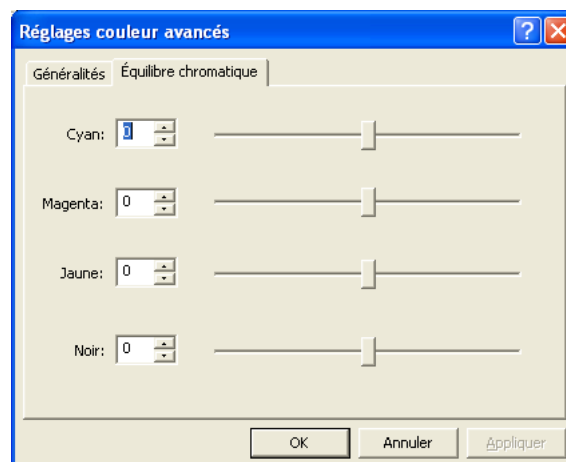 Réglages couleur avancés
Généralités Équilibre chromatique
Cyan: 0
Magenta: 0
Jaune: 0
Noir: 0
OK Annuler Appliquer